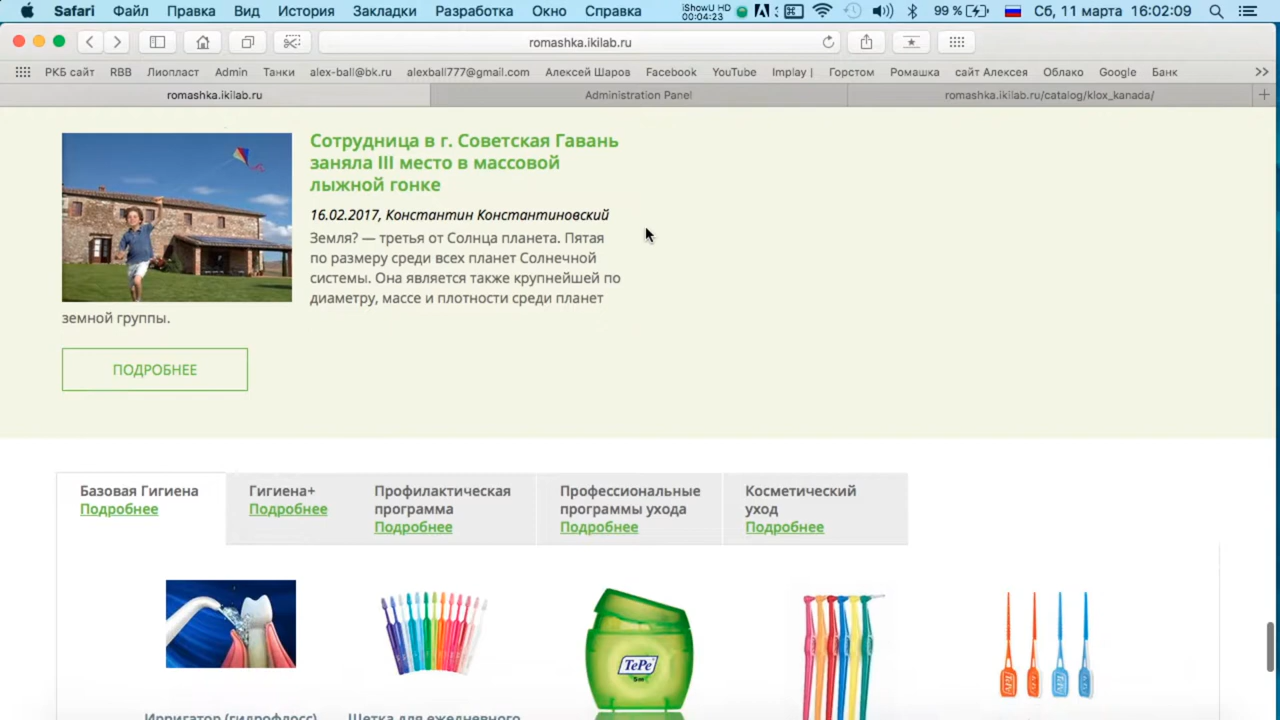 Safari Файл Правка Вид История Закладки Разработка Окно Справка iShowU HD 00:04:23 99 % Сб, 11 марта 16:02:09
romashka.ikilab.ru
РКБ сайт RBB Лиопласт Admin Танки alex-ball@bk.ru alexball777@gmail.com Алексей Шаров Facebook YouTube Implay | Горстом Ромашка сайт Алексея Облако Google Банк
romashka.ikilab.ru Administration Panel romashka.ikilab.ru/catalog/klox_kanada/
Сотрудница в г. Советская Гавань
заняла III место в массовой
лыжной гонке
16.02.2017, Константин Константиновский
Земля? — третья от Солнца планета. Пятая
по размеру среди всех планет Солнечной
системы. Она является также крупнейшей по
диаметру, массе и плотности среди планет
земной группы.
ПОДРОБНЕЕ
Базовая Гигиена
Подробнее
Гигиена+
Подробнее
Профилактическая
программа
Подробнее
Профессиональные
программы ухода
Подробнее
Косметический
уход
Подробнее
TePe
Ирригатор (гидрофлосс) Щетка для ежедневного